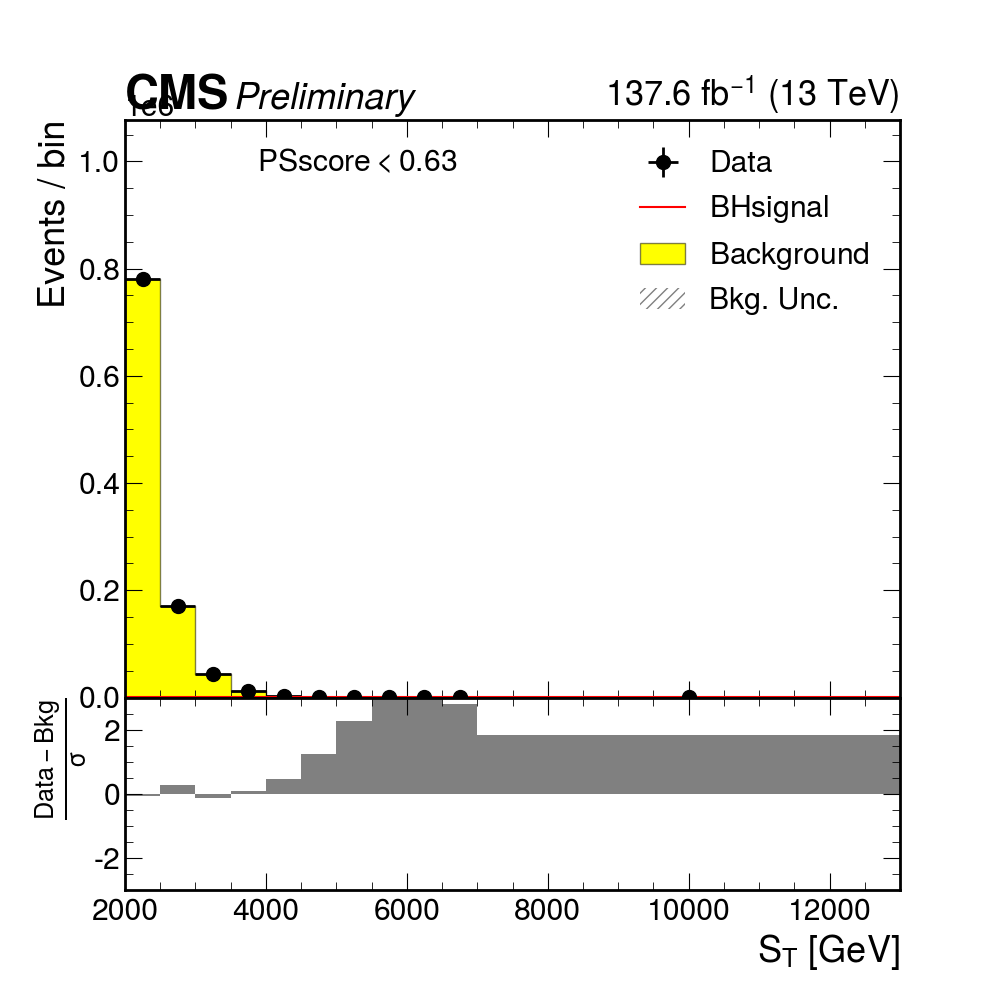 CMS Preliminary
137.6 fb⁻¹ (13 TeV)
1e6
Events / bin
PSscore < 0.63
Data
BHsignal
Background
Bkg. Unc.
1.0
0.8
0.6
0.4
0.2
0.0
Data – Bkg
σ
2
0
-2
2000 4000 6000 8000 10000 12000
S_T [GeV]